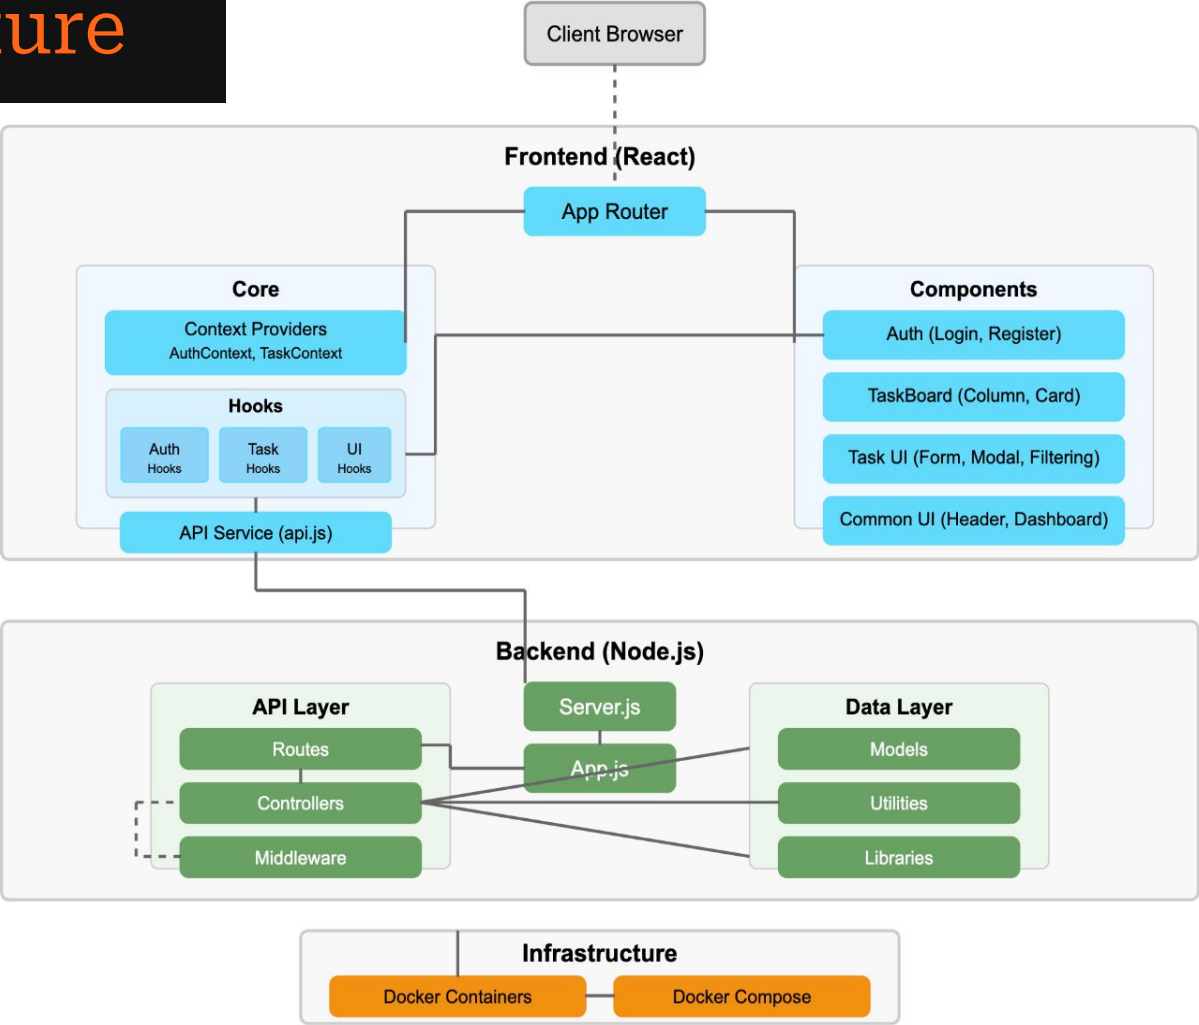 ture
Client Browser
Frontend (React)
App Router
Core
Context Providers
AuthContext, TaskContext
Hooks
Auth
Hooks
Task
Hooks
UI
Hooks
API Service (api.js)
Components
Auth (Login, Register)
TaskBoard (Column, Card)
Task UI (Form, Modal, Filtering)
Common UI (Header, Dashboard)
Backend (Node.js)
API Layer
Routes
Controllers
Middleware
Server.js
App.js
Data Layer
Models
Utilities
Libraries
Infrastructure
Docker Containers
Docker Compose